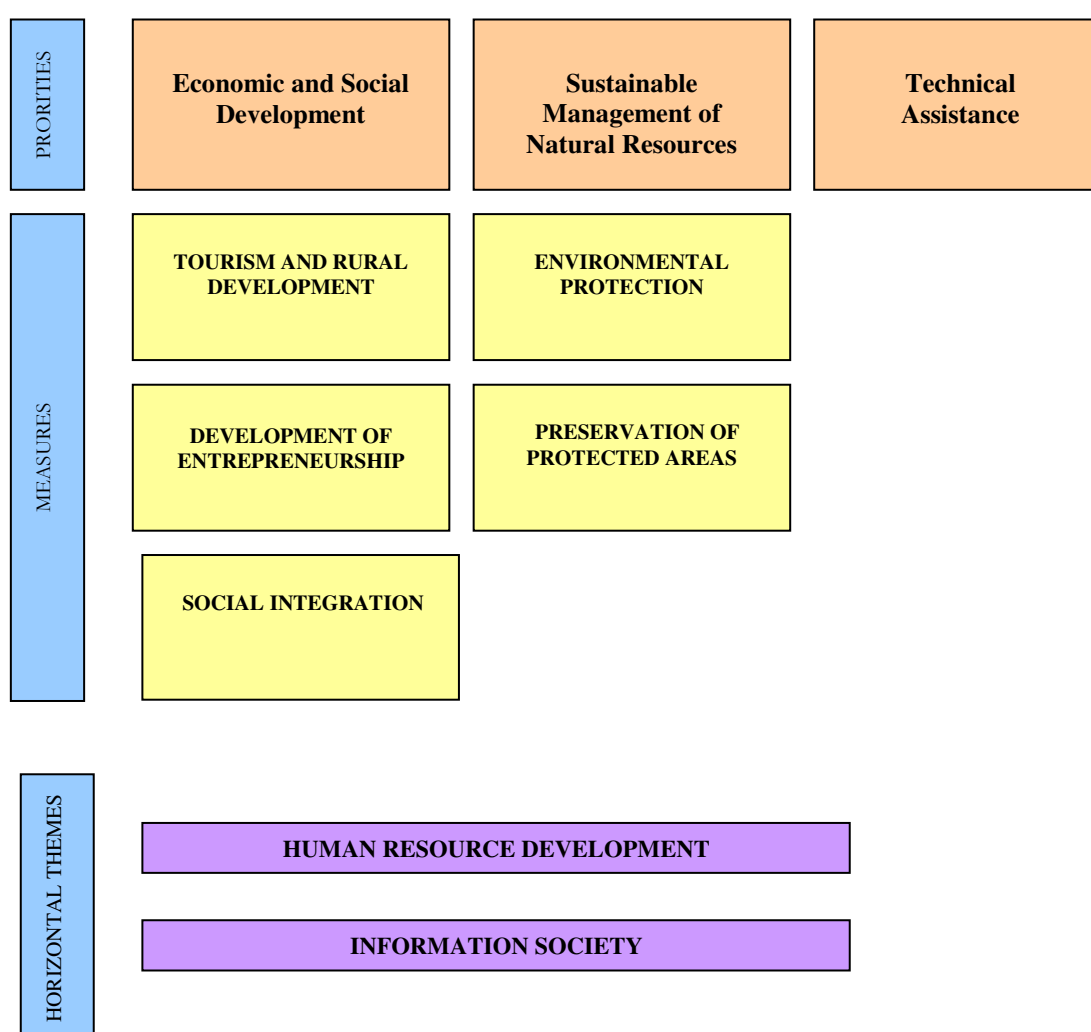 PRORITIES
Economic and Social
Development
Sustainable
Management of
Natural Resources
Technical
Assistance
MEASURES
TOURISM AND RURAL
DEVELOPMENT
ENVIRONMENTAL
PROTECTION
DEVELOPMENT OF
ENTREPRENEURSHIP
PRESERVATION OF
PROTECTED AREAS
SOCIAL INTEGRATION
HORIZONTAL THEMES
HUMAN RESOURCE DEVELOPMENT
INFORMATION SOCIETY